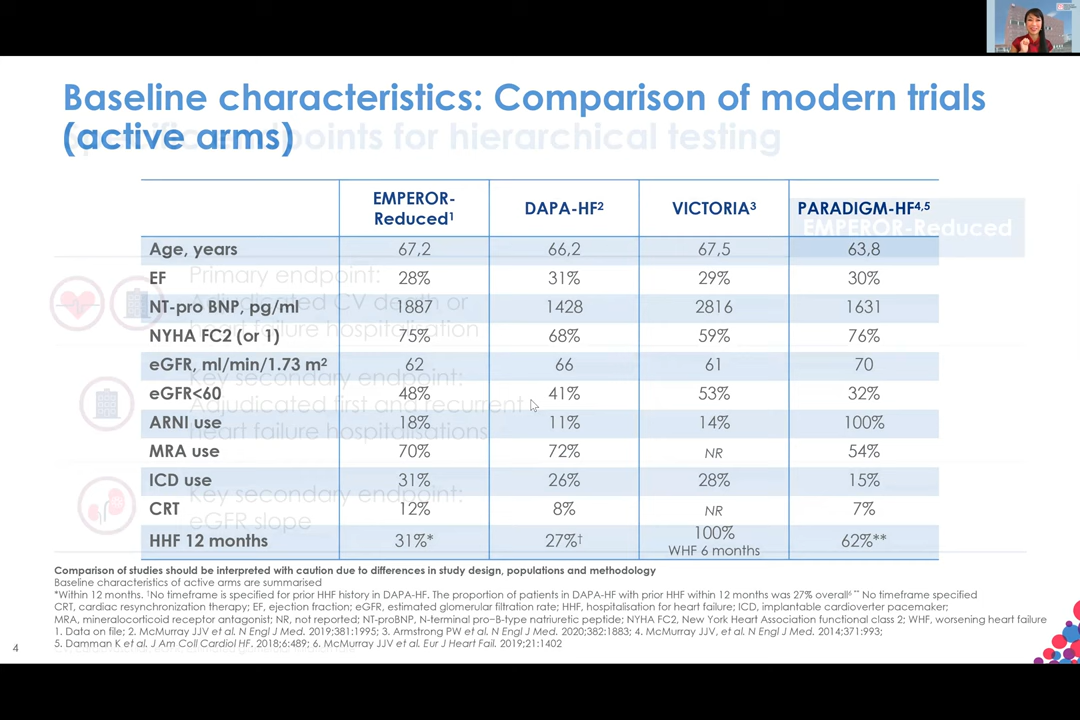 Baseline characteristics: Comparison of modern trials
(active arms)
Specific endpoints for hierarchical testing
EMPEROR-Reduced¹ DAPA-HF² VICTORIA³ PARADIGM-HF⁴,⁵
EMPEROR-Reduced
Age, years 67,2 66,2 67,5 63,8
EF 28% 31% 29% 30%
Primary endpoint:
NT-pro BNP, pg/ml 1887 1428 2816 1631
Adjudicated CV death or
NYHA FC2 (or 1) 75% 68% 59% 76%
heart failure hospitalisation
eGFR, ml/min/1.73 m² 62 66 61 70
Key secondary endpoint:
eGFR<60 48% 41% 53% 32%
Adjudicated first and recurrent
ARNI use 18% 11% 14% 100%
heart failure hospitalisations
MRA use 70% 72% NR 54%
ICD use 31% 26% 28% 15%
Key secondary endpoint:
CRT 12% 8% NR 7%
eGFR slope
HHF 12 months 31%* 27%† 100% 62%**
WHF 6 months
Comparison of studies should be interpreted with caution due to differences in study design, populations and methodology
Baseline characteristics of active arms are summarised
*Within 12 months. †No timeframe is specified for prior HHF history in DAPA-HF. The proportion of patients in DAPA-HF with prior HHF within 12 months was 27% overall⁶ ** No timeframe specified
CRT, cardiac resynchronization therapy; EF, ejection fraction; eGFR, estimated glomerular filtration rate; HHF, hospitalisation for heart failure; ICD, implantable cardioverter pacemaker;
MRA, mineralocorticoid receptor antagonist; NR, not reported; NT-proBNP, N-terminal pro–B-type natriuretic peptide; NYHA FC2, New York Heart Association functional class 2; WHF, worsening heart failure
1. Data on file; 2. McMurray JJV et al. N Engl J Med. 2019;381:1995; 3. Armstrong PW et al. N Engl J Med. 2020;382:1883; 4. McMurray JJV, et al. N Engl J Med. 2014;371:993;
5. Damman K et al. J Am Coll Cardiol HF. 2018;6:489; 6. McMurray JJV et al. Eur J Heart Fail. 2019;21:1402
4